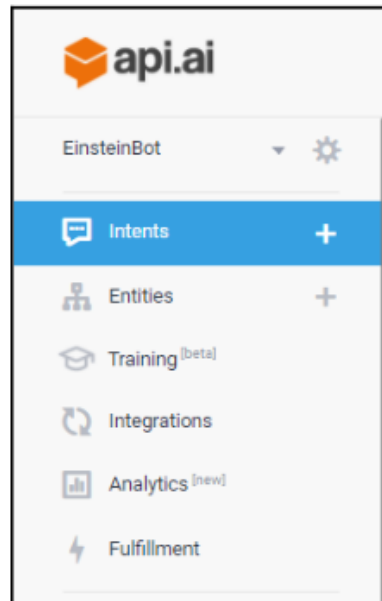 api.ai
EinsteinBot
Intents
Entities
Training [beta]
Integrations
Analytics [new]
Fulfillment